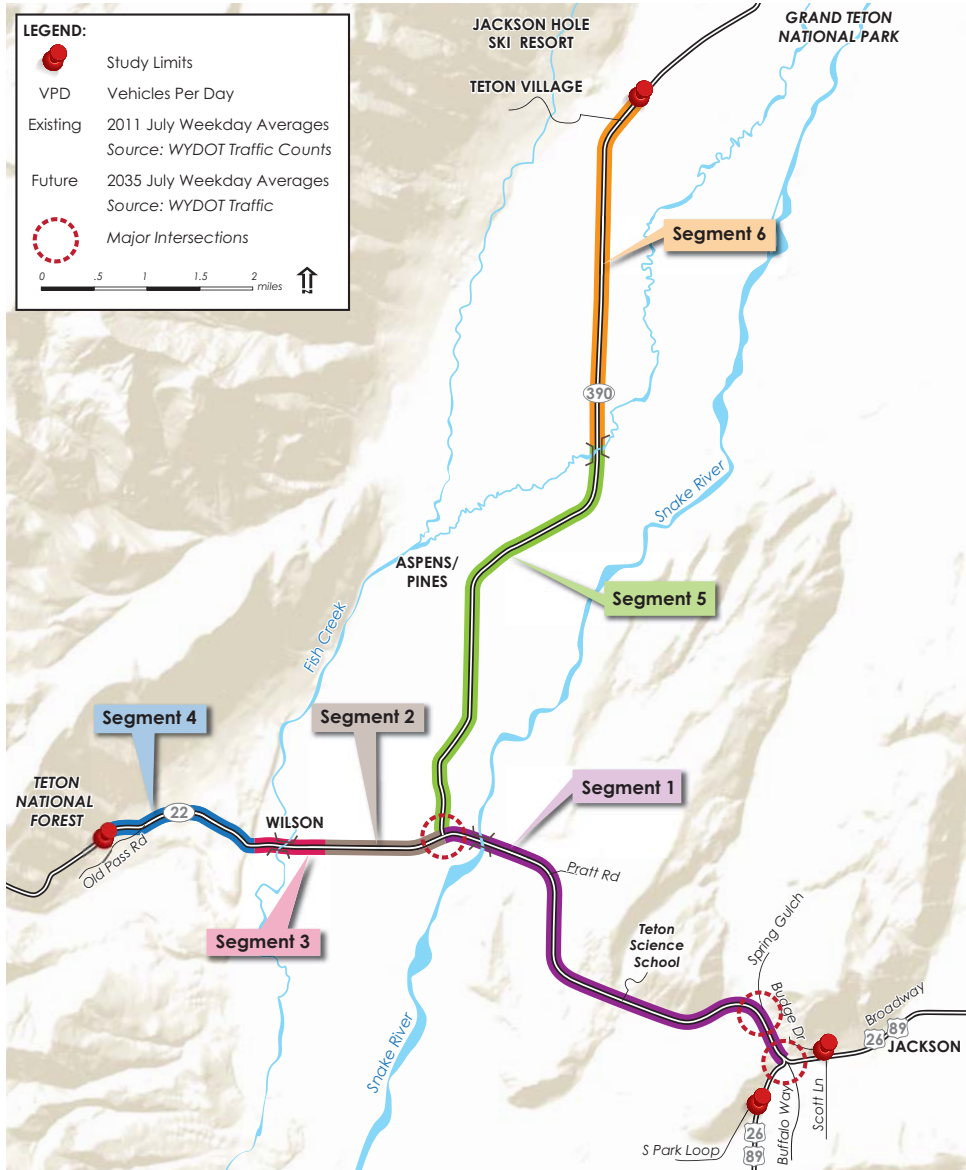 LEGEND:
Study Limits
VPD Vehicles Per Day
Existing 2011 July Weekday Averages
Source: WYDOT Traffic Counts
Future 2035 July Weekday Averages
Source: WYDOT Traffic
Major Intersections
0 .5 1 1.5 2
miles
N
JACKSON HOLE
SKI RESORT
GRAND TETON
NATIONAL PARK
TETON VILLAGE
Segment 6
390
Snake River
ASPENS/
PINES
Segment 5
Fish Creek
Segment 4
Segment 2
Segment 1
TETON
NATIONAL
FOREST
22
WILSON
Old Pass Rd
Pratt Rd
Segment 3
Teton
Science
School
Spring Gulch
Budge Dr
Broadway
26 89
JACKSON
Snake River
S Park Loop
26
89
Buffalo Way
Scott Ln